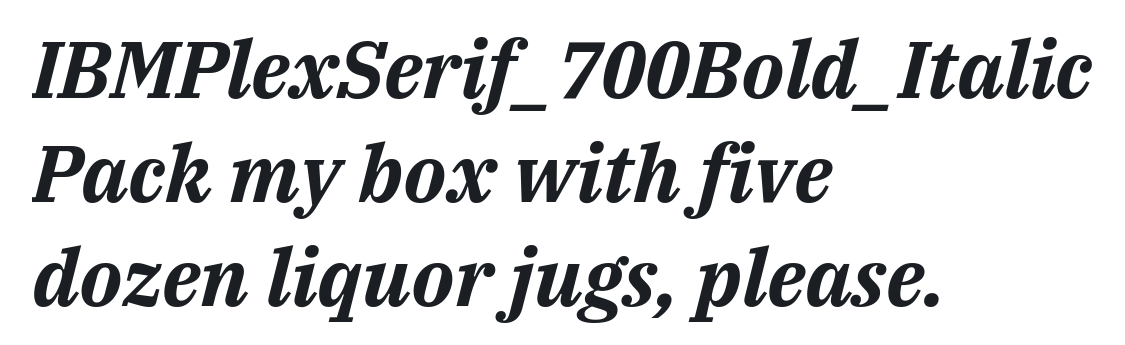 IBMPlexSerif_700Bold_Italic
Pack my box with five
dozen liquor jugs, please.